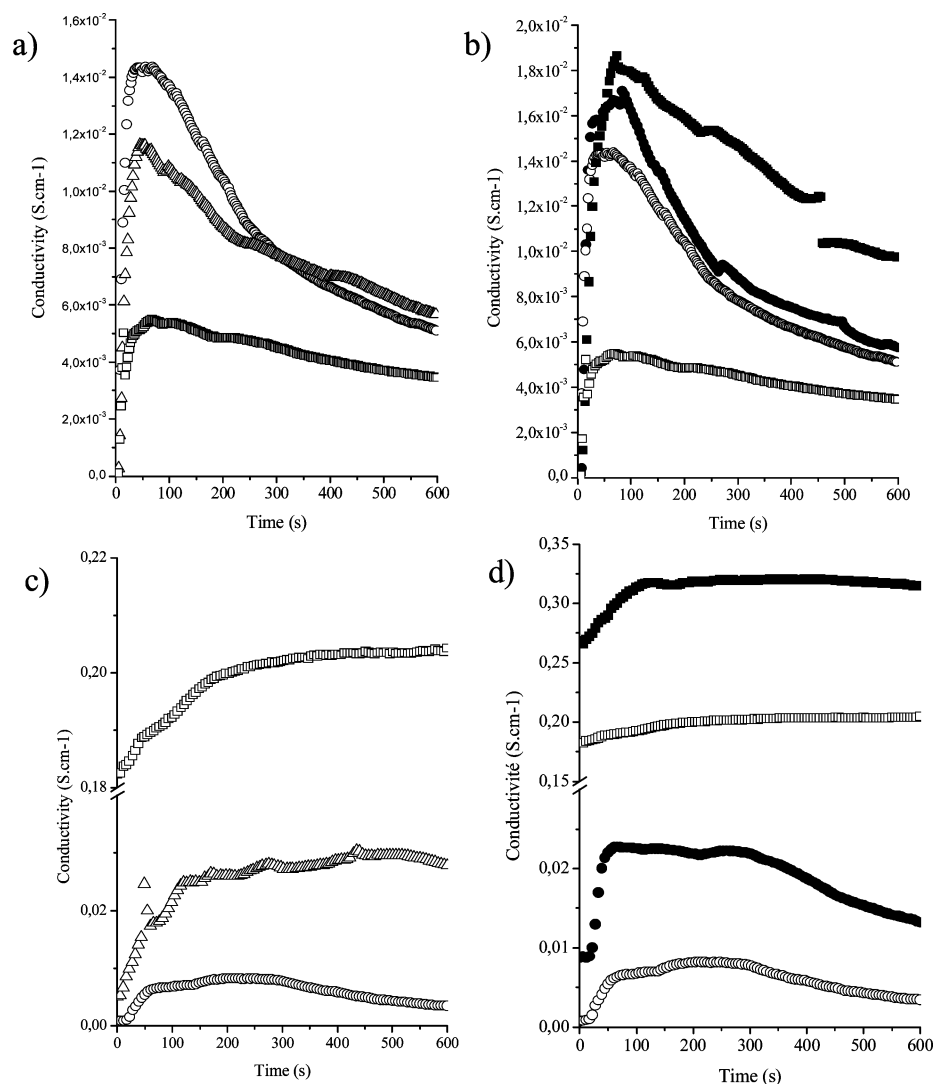 a)
1,6x10-2
1,4x10-2
1,2x10-2
1,0x10-2
8,0x10-3
6,0x10-3
4,0x10-3
2,0x10-3
0,0
Conductivity (S.cm-1)
0 100 200 300 400 500 600
Time (s)
b)
2,0x10-2
1,8x10-2
1,6x10-2
1,4x10-2
1,2x10-2
1,0x10-2
8,0x10-3
6,0x10-3
4,0x10-3
2,0x10-3
0,0
Conductivity (S.cm-1)
0 100 200 300 400 500 600
Time (s)
c)
0,22
0,20
0,18
0,02
0,00
Conductivity (S.cm-1)
0 100 200 300 400 500 600
Time (s)
d)
0,35
0,30
0,25
0,20
0,15
0,02
0,01
0,00
Conductivité (S.cm-1)
0 100 200 300 400 500 600
Time (s)